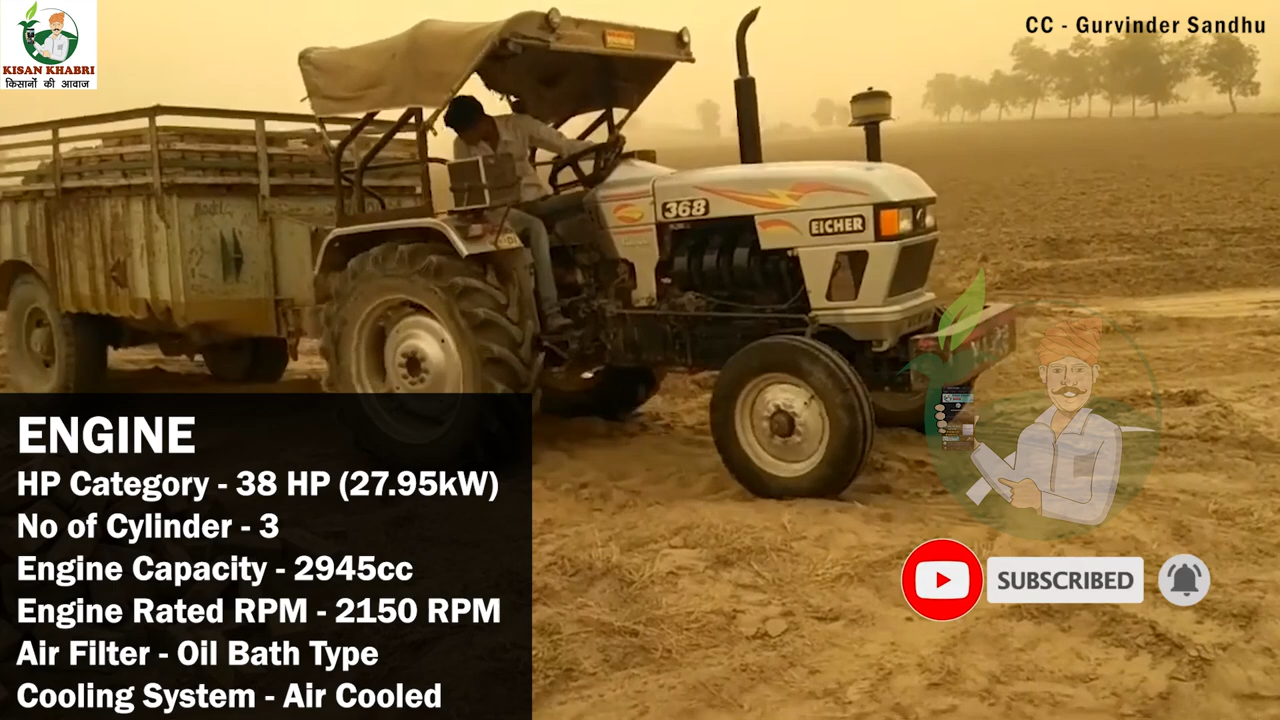 KISAN KHABRI
किसानों की आवाज
CC - Gurvinder Sandhu
368
EICHER
ENGINE
HP Category - 38 HP (27.95kW)
No of Cylinder - 3
Engine Capacity - 2945cc
Engine Rated RPM - 2150 RPM
Air Filter - Oil Bath Type
Cooling System - Air Cooled
SUBSCRIBED